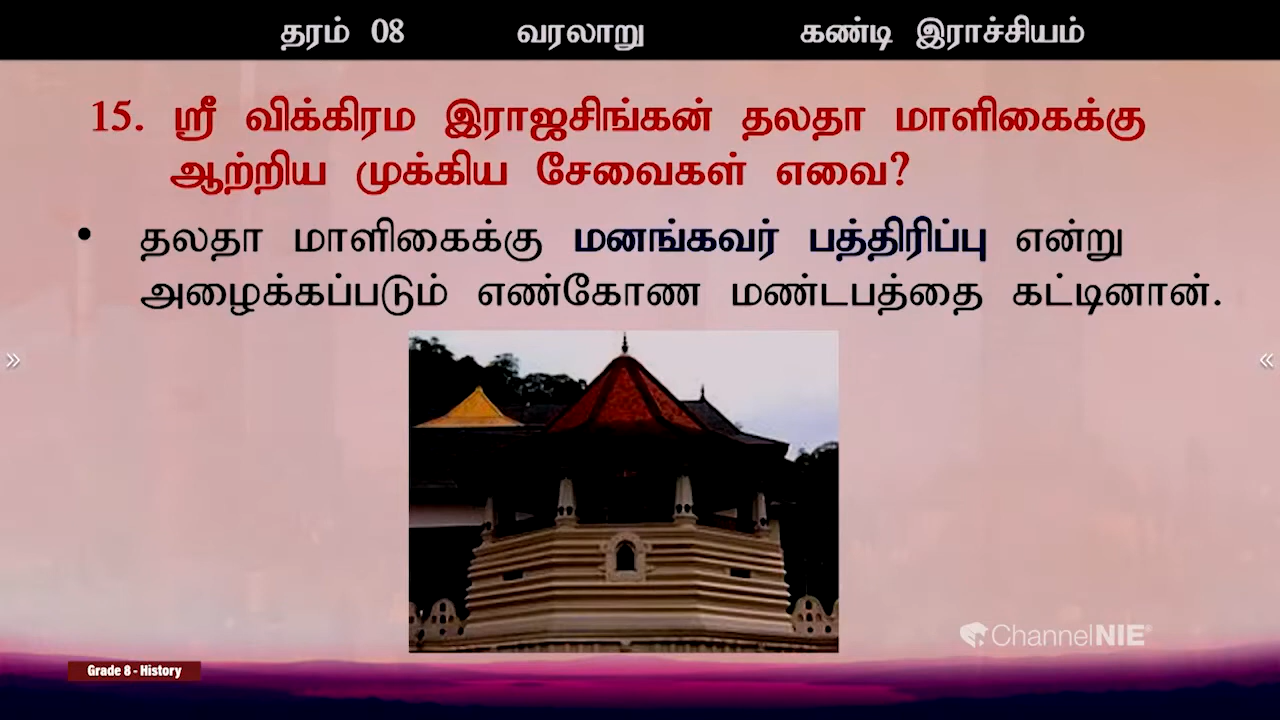 தரம் 08 வரலாறு கண்டி இராச்சியம்
15. ஸ்ரீ விக்கிரம இராஜசிங்கன் தலதா மாளிகைக்கு
ஆற்றிய முக்கிய சேவைகள் எவை?
• தலதா மாளிகைக்கு மனங்கவர் பத்திரிப்பு என்று
அழைக்கப்படும் எண்கோண மண்டபத்தை கட்டினான்.
»
«
ChannelNIE®
Grade 8 - History